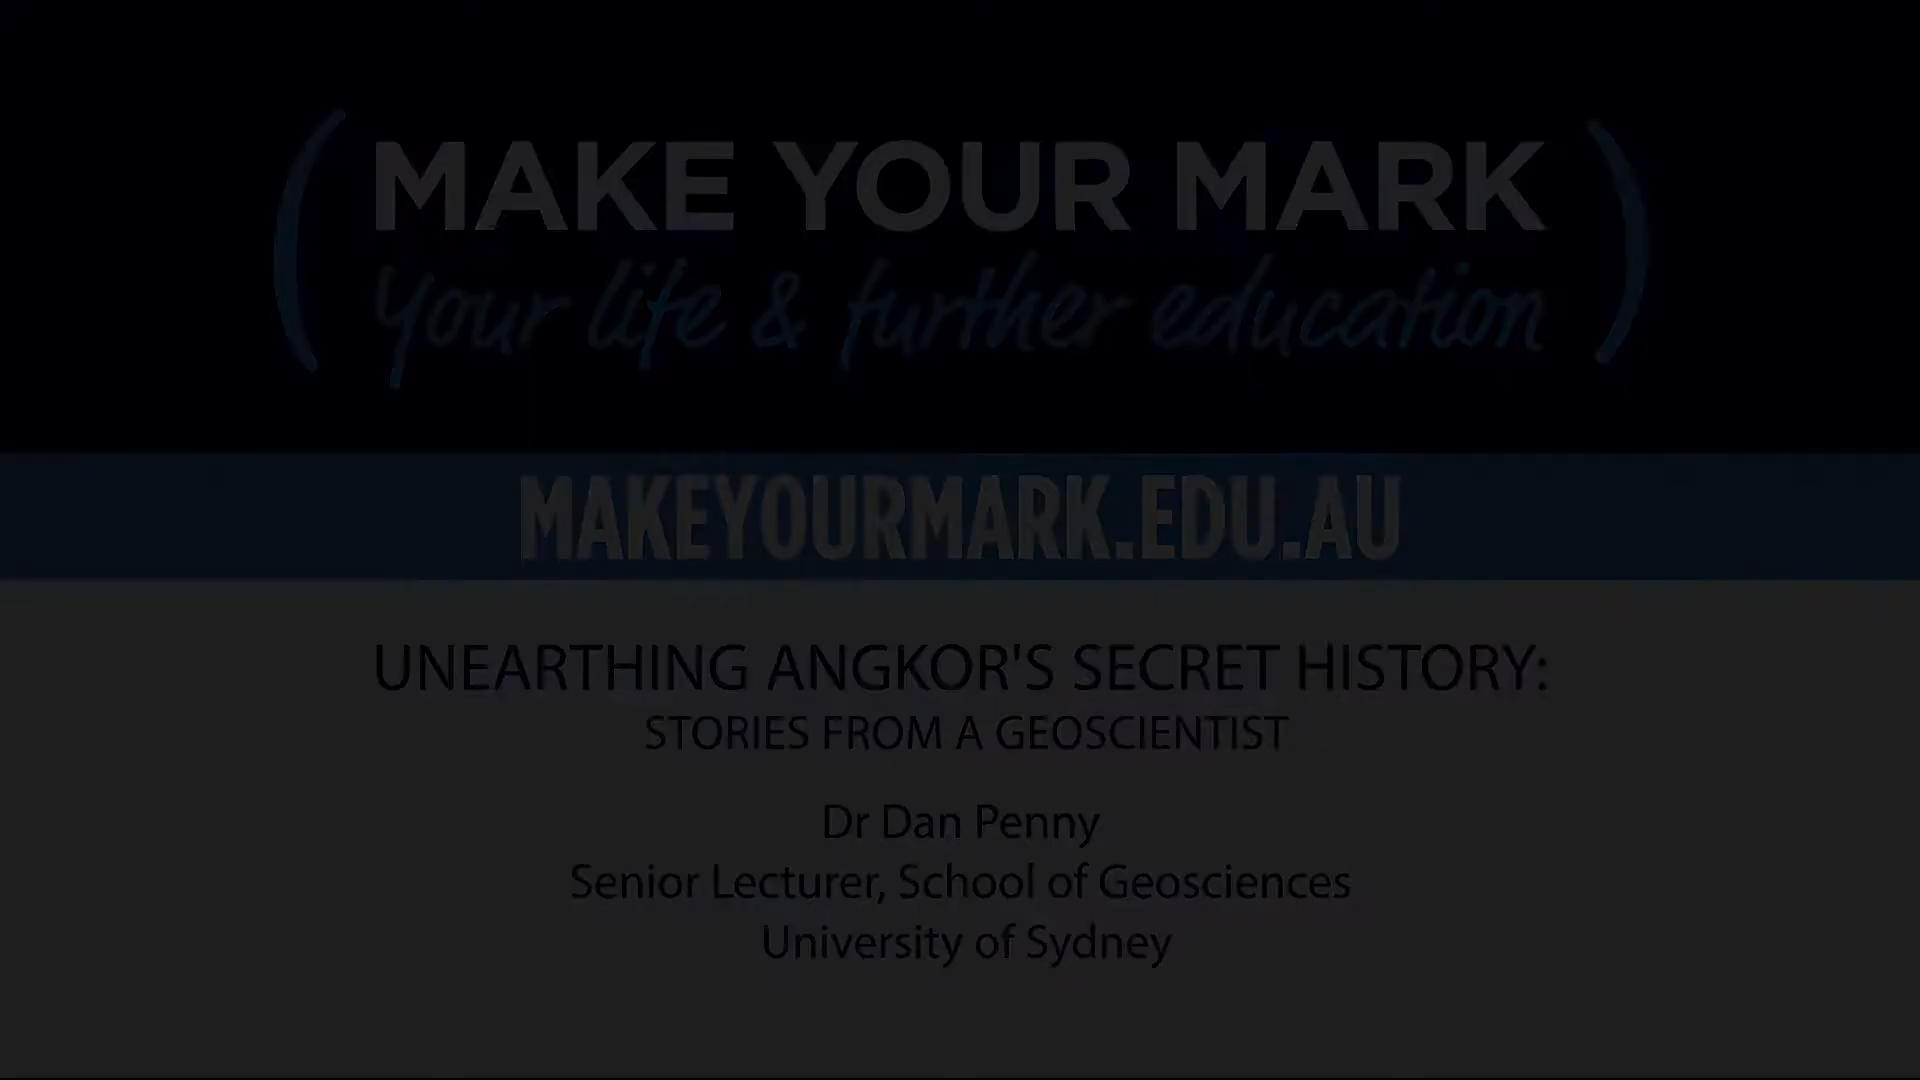 MAKE YOUR MARK
Your life & further education
MAKEYOURMARK.EDU.AU
UNEARTHING ANGKOR'S SECRET HISTORY:
STORIES FROM A GEOSCIENTIST
Dr Dan Penny
Senior Lecturer, School of Geosciences
University of Sydney